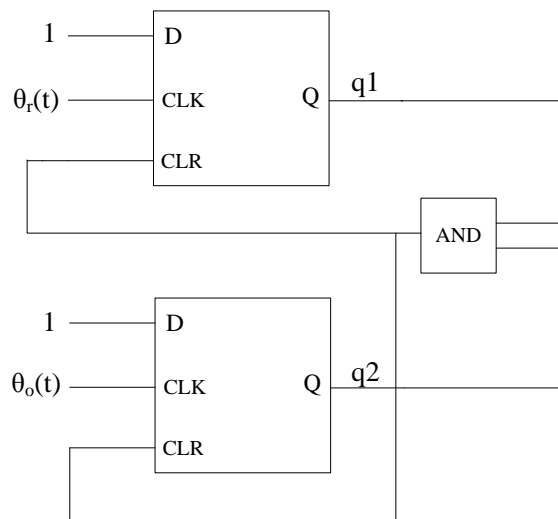 1
D
θr(t)
CLK
Q
q1
CLR
AND
1
D
θo(t)
CLK
Q
q2
CLR